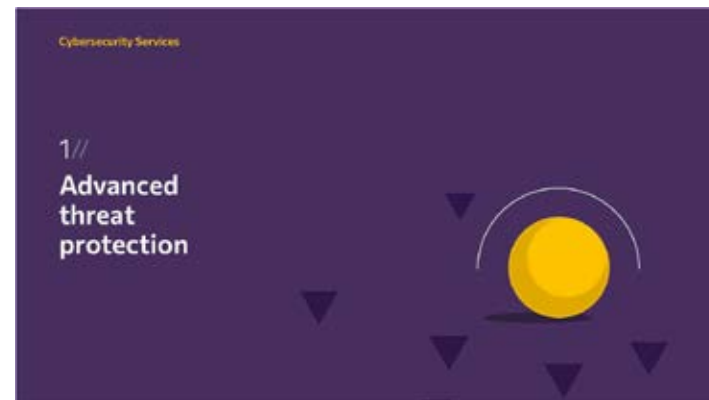 Cybersecurity Services
1//
Advanced
threat
protection